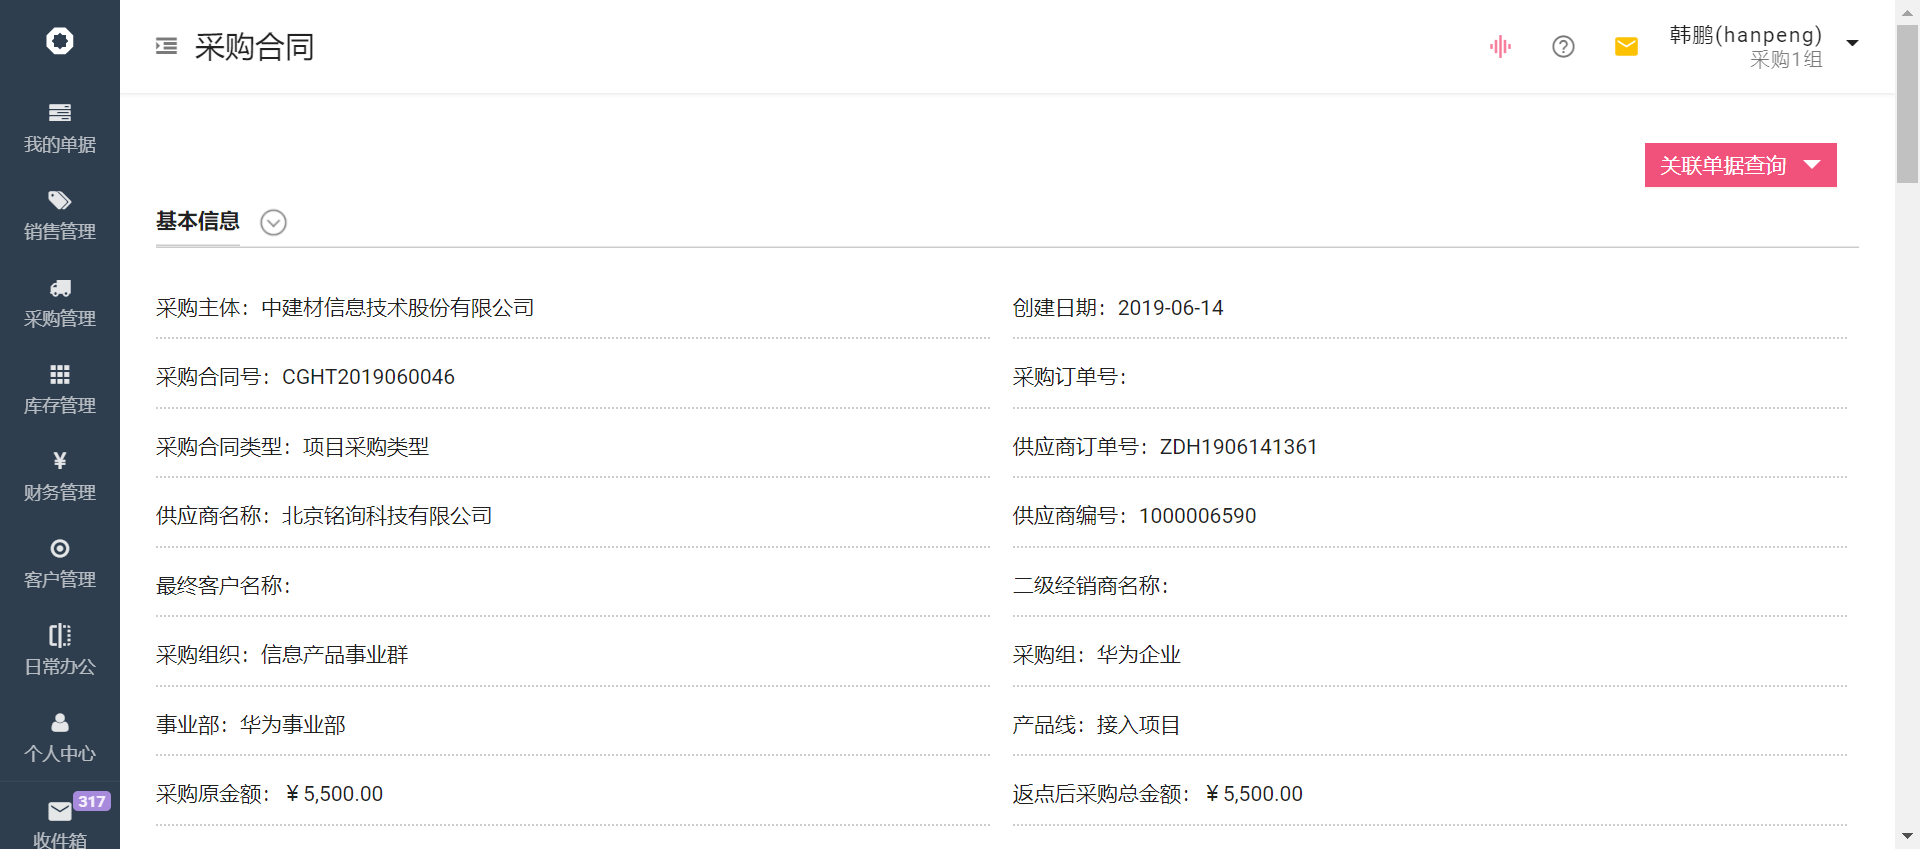 采购合同
韩鹏(hanpeng)
采购1组
我的单据
销售管理
采购管理
库存管理
财务管理
客户管理
日常办公
个人中心
317
收件箱
关联单据查询
基本信息
采购主体：中建材信息技术股份有限公司
创建日期：2019-06-14
采购合同号：CGHT2019060046
采购订单号：
采购合同类型：项目采购类型
供应商订单号：ZDH1906141361
供应商名称：北京铭询科技有限公司
供应商编号：1000006590
最终客户名称：
二级经销商名称：
采购组织：信息产品事业群
采购组：华为企业
事业部：华为事业部
产品线：接入项目
采购原金额：￥5,500.00
返点后采购总金额：￥5,500.00